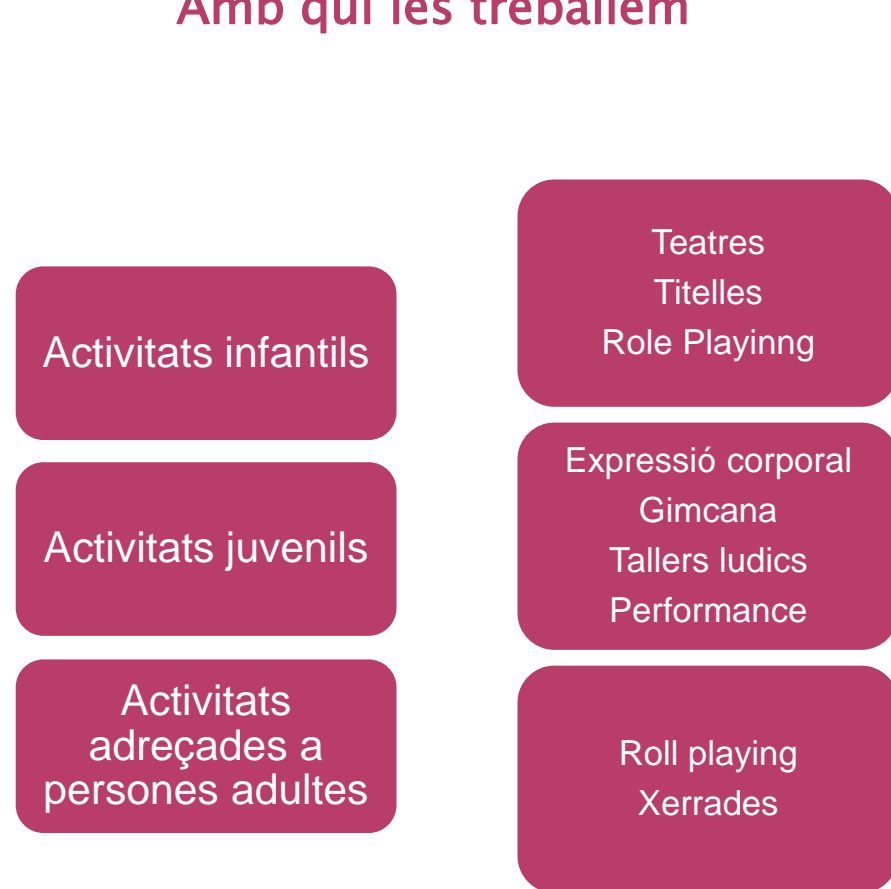 Amb qui les treballem
Activitats infantils
Teatres
Titelles
Role Playinng
Activitats juvenils
Expressió corporal
Gimcana
Tallers ludics
Performance
Activitats
adreçades a
persones adultes
Roll playing
Xerrades